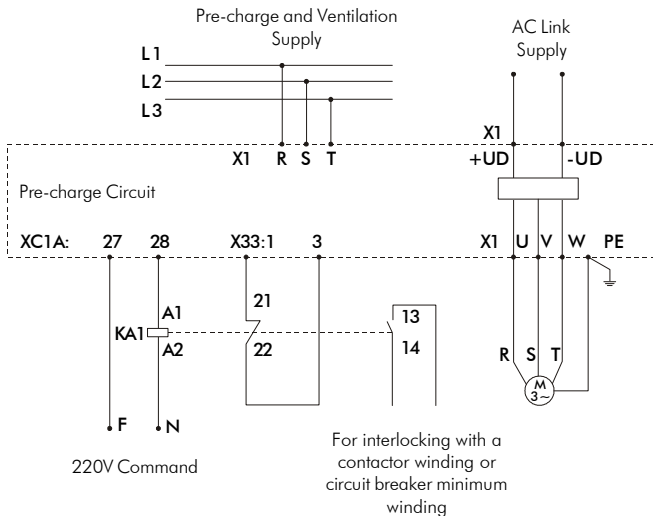 Pre-charge and Ventilation
Supply
AC Link
Supply
L1
L2
L3
X1
X1 R S T
+UD -UD
Pre-charge Circuit
XC1A: 27 28 X33:1 3 X1 U V W PE
21
A1
13
KA1
A2
22
14
R S T
M
3~
F N
220V Command
For interlocking with a
contactor winding or
circuit breaker minimum
winding